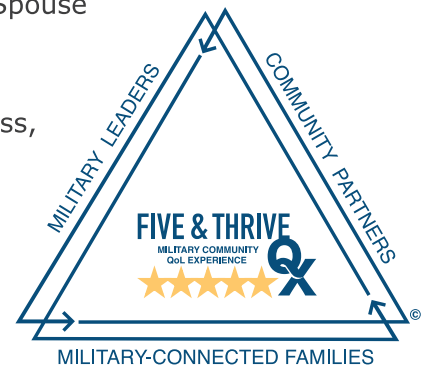 Spouse
ss,
MILITARY LEADERS
COMMUNITY PARTNERS
FIVE & THRIVE
MILITARY COMMUNITY
QoL EXPERIENCE
QX
©
MILITARY-CONNECTED FAMILIES